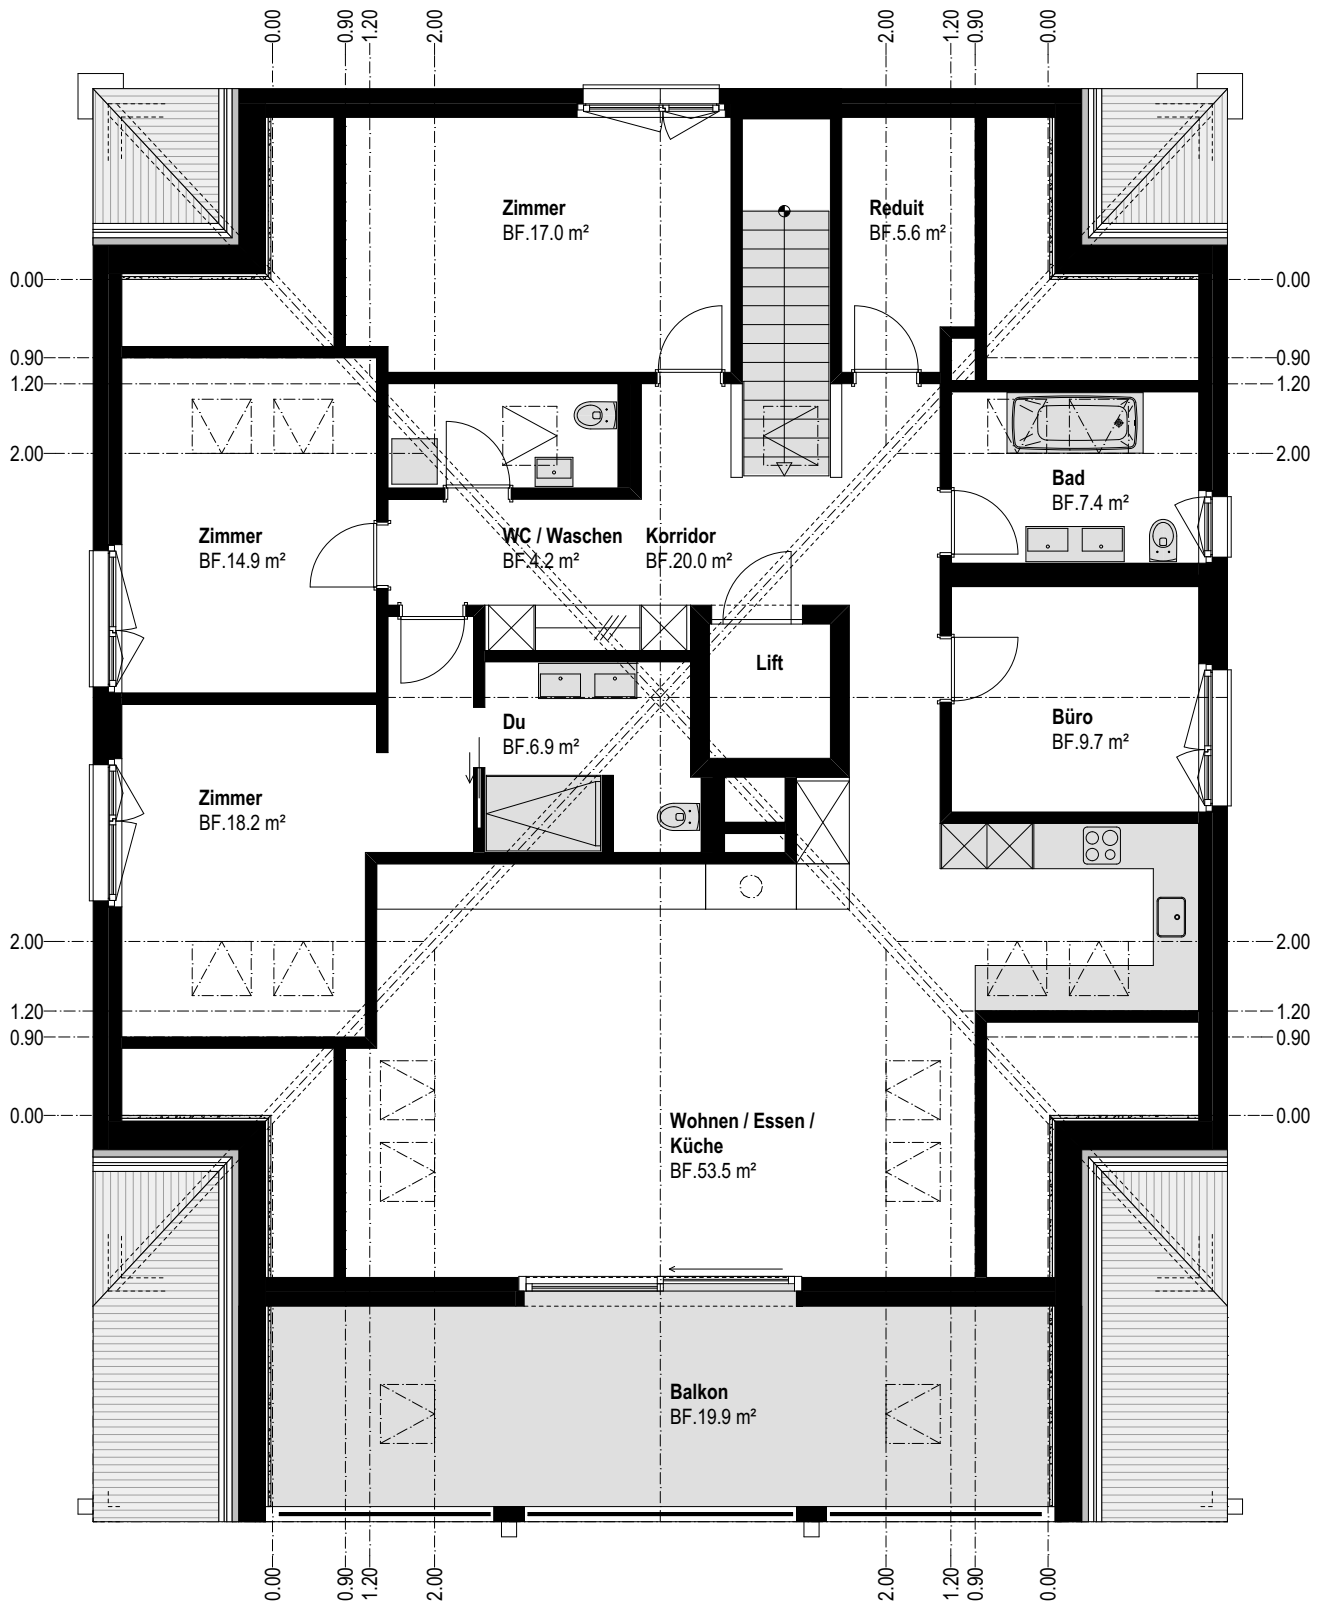 0.00 0.90 1.20 2.00 2.00 1.20 0.90 0.00
Zimmer
BF.17.0 m²
Reduit
BF.5.6 m²
0.00 0.00
0.90 0.90
1.20 1.20
2.00 2.00
Bad
BF.7.4 m²
Zimmer
BF.14.9 m²
WC / Waschen
BF.4.2 m²
Korridor
BF.20.0 m²
Lift
Du
BF.6.9 m²
Büro
BF.9.7 m²
Zimmer
BF.18.2 m²
2.00 2.00
1.20 1.20
0.90 0.90
0.00 0.00
Wohnen / Essen /
Küche
BF.53.5 m²
Balkon
BF.19.9 m²
0.00 0.90 1.20 2.00 2.00 1.20 0.90 0.00